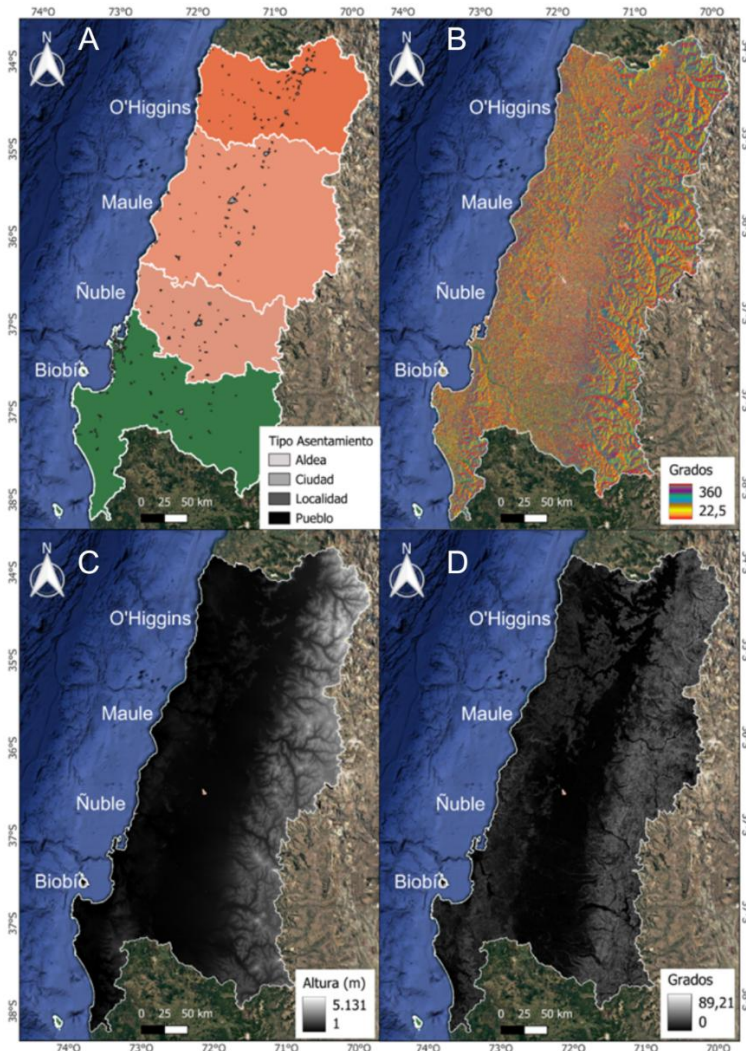 74°O 73°O 72°O 71°O 70°O
A
N
34°S
O'Higgins
35°S
Maule
36°S
Ñuble
37°S
Biobío
37°S
38°S
Tipo Asentamiento
Aldea
Ciudad
Localidad
Pueblo
0 25 50 km
74°O 73°O 72°O 71°O 70°O
B
N
O'Higgins
Maule
Ñuble
Biobío
Grados
360
22,5
0 25 50 km
C
N
34°S
O'Higgins
35°S
Maule
36°S
Ñuble
37°S
Biobío
37°S
38°S
Altura (m)
5.131
1
0 25 50 km
74°O 73°O 72°O 71°O 70°O
D
N
O'Higgins
Maule
Ñuble
Biobío
Grados
89,21
0
0 25 50 km
74°O 73°O 72°O 71°O 70°O